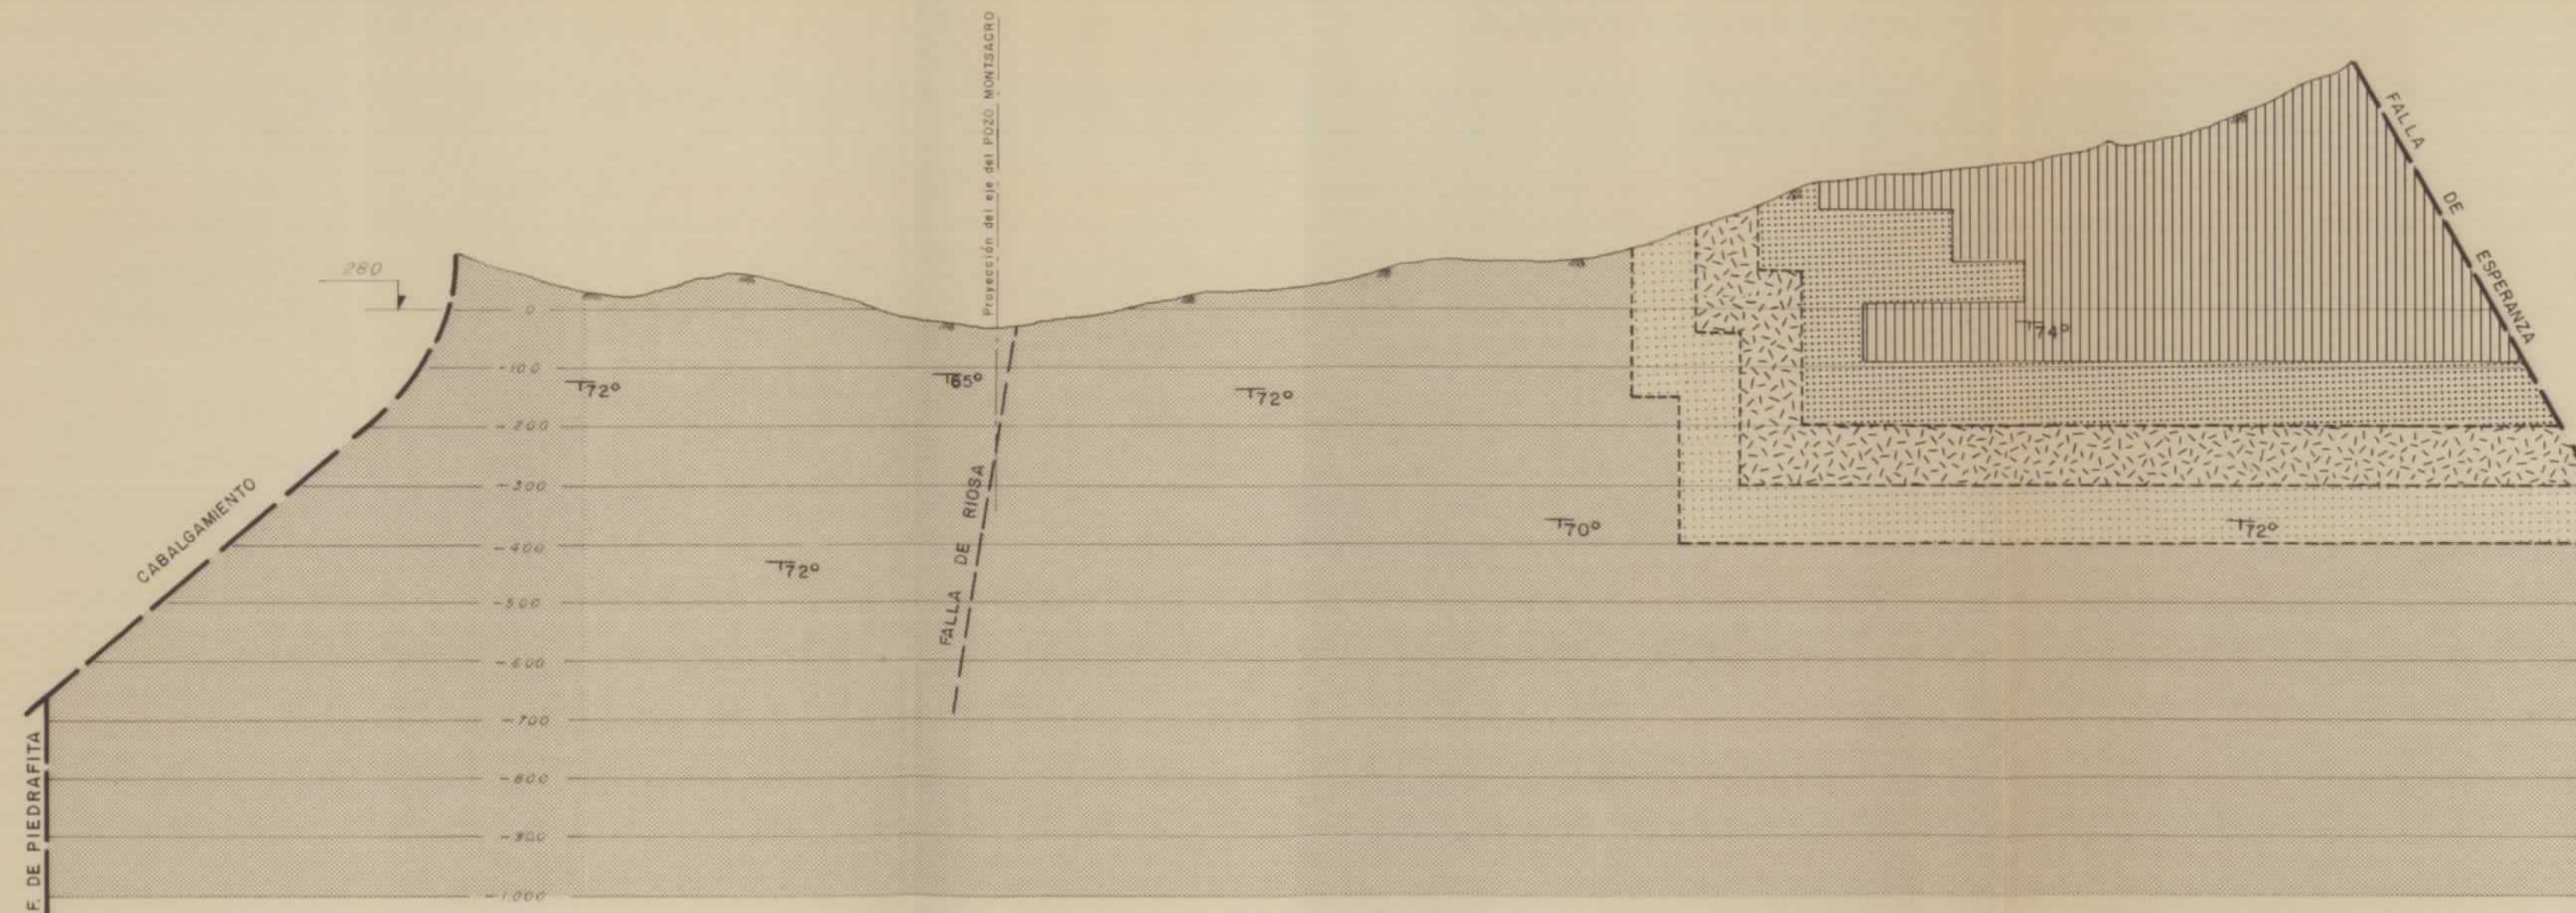 Proyección del eje del POZO MONTSACRO
FALLA DE ESPERANZA
280
0
-100
-200
-300
-400
-500
-600
-700
-800
-900
-1.000
72º
65º
72º
74º
70º
72º
72º
CABALGAMIENTO
FALLA DE RIOSA
F. DE PIEDRAFITA